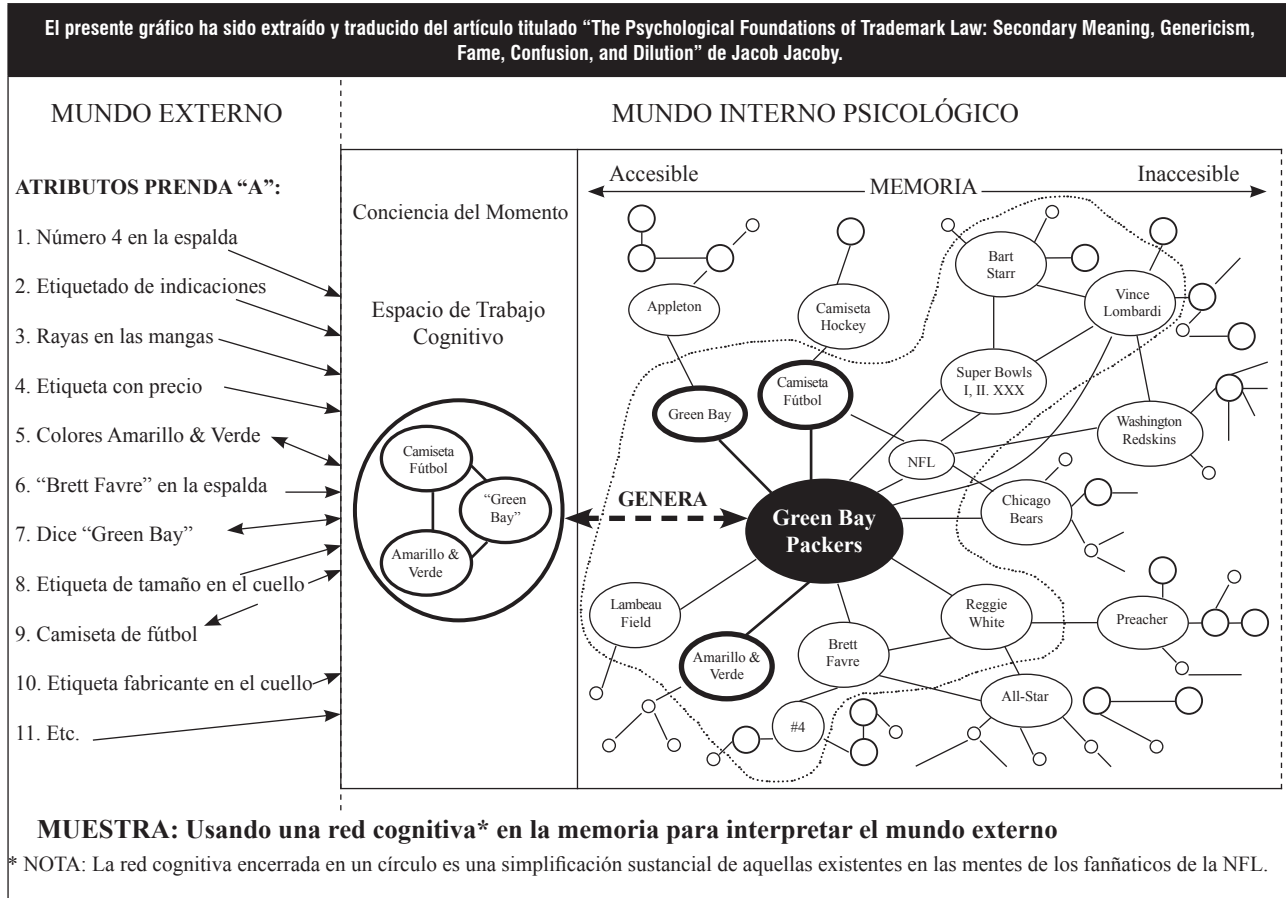 El presente gráfico ha sido extraído y traducido del artículo titulado “The Psychological Foundations of Trademark Law: Secondary Meaning, Genericism,
Fame, Confusion, and Dilution” de Jacob Jacoby.
MUNDO EXTERNO
MUNDO INTERNO PSICOLÓGICO
ATRIBUTOS PRENDA “A”:
1. Número 4 en la espalda
2. Etiquetado de indicaciones
3. Rayas en las mangas
4. Etiqueta con precio
5. Colores Amarillo & Verde
6. “Brett Favre” en la espalda
7. Dice “Green Bay”
8. Etiqueta de tamaño en el cuello
9. Camiseta de fútbol
10. Etiqueta fabricante en el cuello
11. Etc.
Conciencia del Momento
Espacio de Trabajo
Cognitivo
Camiseta
Fútbol
“Green
Bay”
Amarillo &
Verde
GENERA
Accesible
MEMORIA
Inaccesible
Appleton
Camiseta
Hockey
Bart
Starr
Vince
Lombardi
Green Bay
Camiseta
Fútbol
Super Bowls
I, II. XXX
Washington
Redskins
NFL
Chicago
Bears
Green Bay
Packers
Lambeau
Field
Amarillo &
Verde
Brett
Favre
Reggie
White
Preacher
All-Star
#4
MUESTRA: Usando una red cognitiva* en la memoria para interpretar el mundo externo
* NOTA: La red cognitiva encerrada en un círculo es una simplificación sustancial de aquellas existentes en las mentes de los fanñaticos de la NFL.